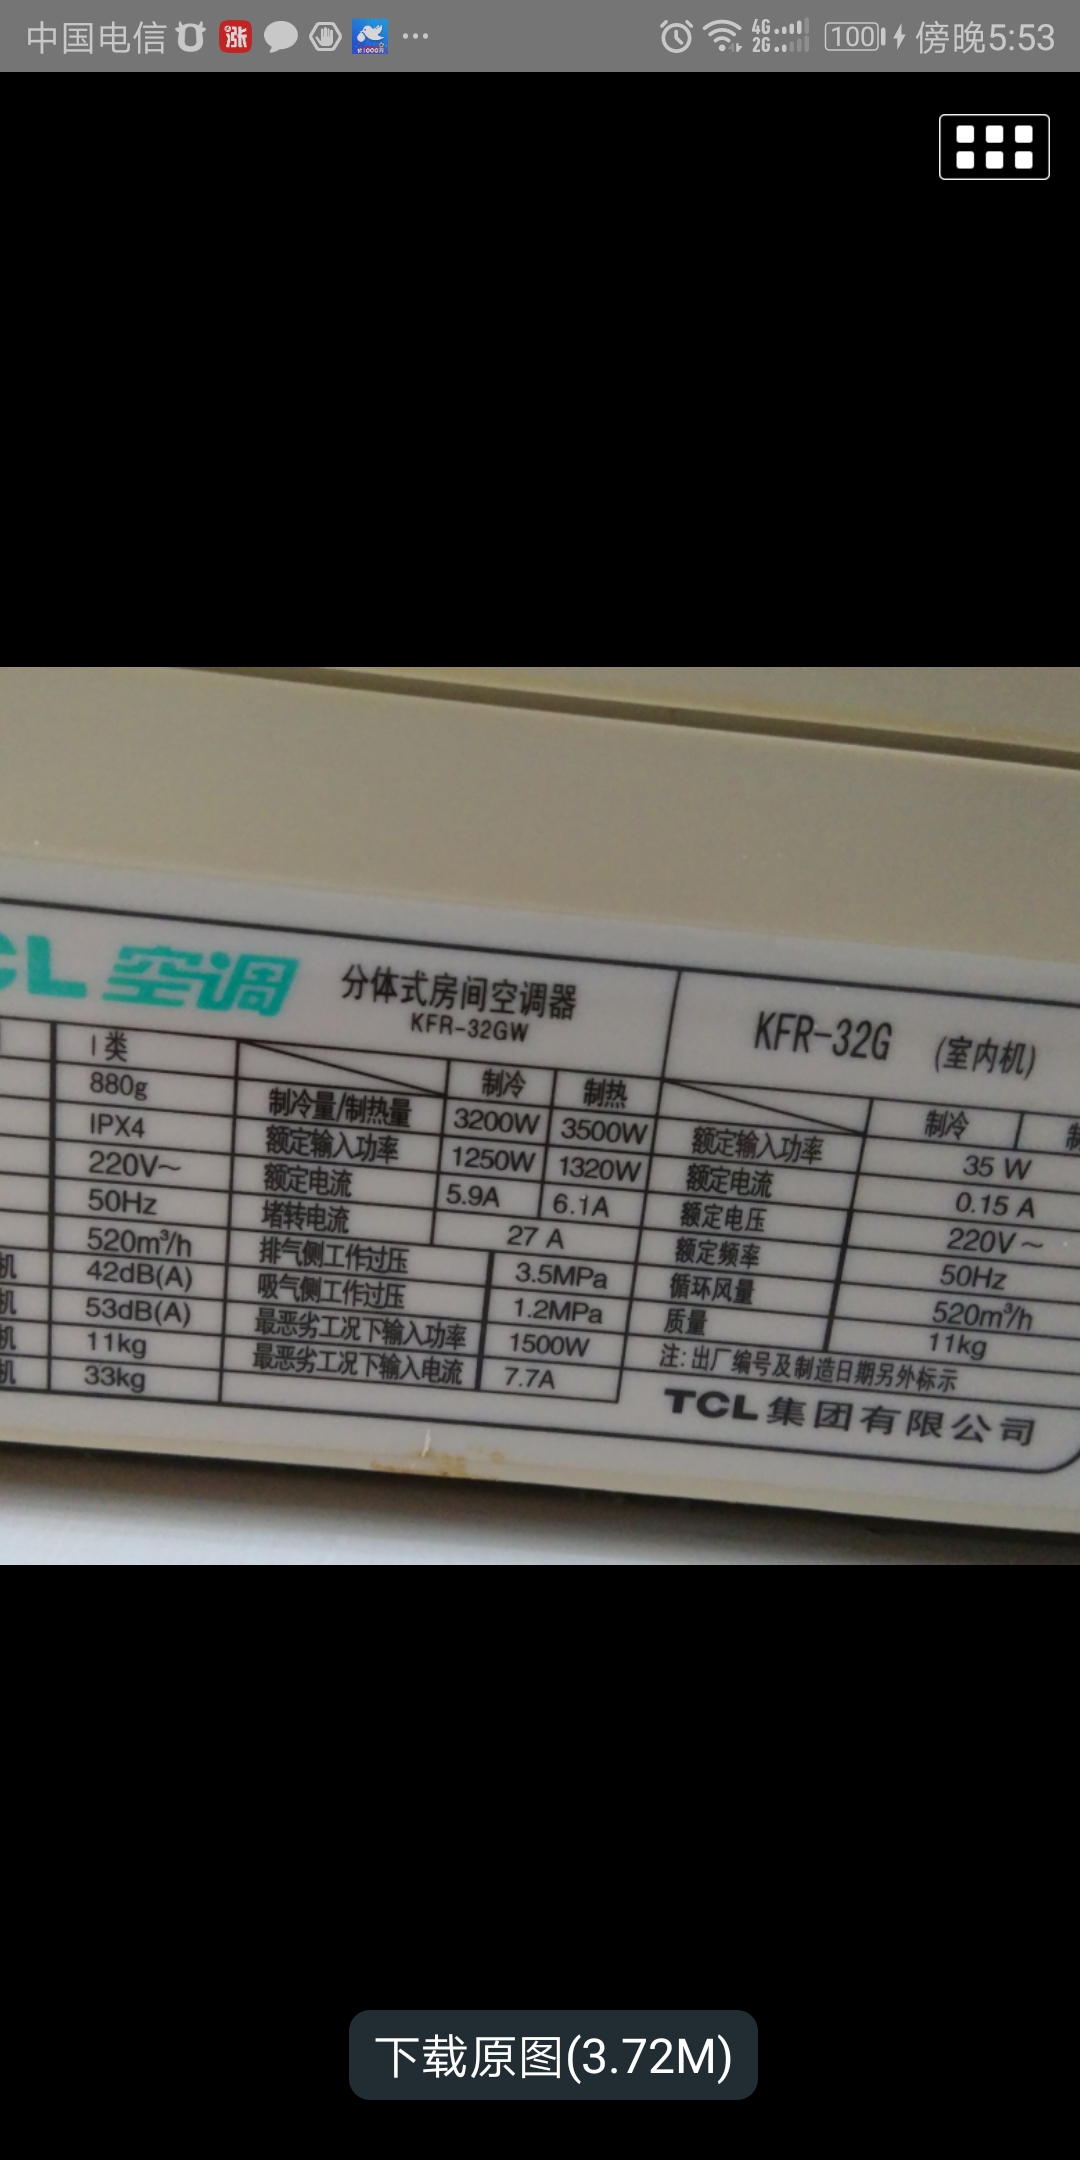 中国电信 涨 4G 2G 100 傍晚5:53
CL 空调
分体式房间空调器
KFR-32GW
KFR-32G (室内机)
I 类
880g
IPX4
220V~
50Hz
520m³/h
机 42dB(A)
机 53dB(A)
机 11kg
机 33kg
制冷 制热
制冷量/制热量 3200W 3500W
额定输入功率 1250W 1320W
额定电流 5.9A 6.1A
堵转电流 27 A
排气侧工作过压 3.5MPa
吸气侧工作过压 1.2MPa
最恶劣工况下输入功率 1500W
最恶劣工况下输入电流 7.7A
制冷 制
额定输入功率 35 W
额定电流 0.15 A
额定电压 220V~
额定频率 50Hz
循环风量 520m³/h
质量 11kg
注:出厂编号及制造日期另外标示
TCL集团有限公司
下载原图(3.72M)